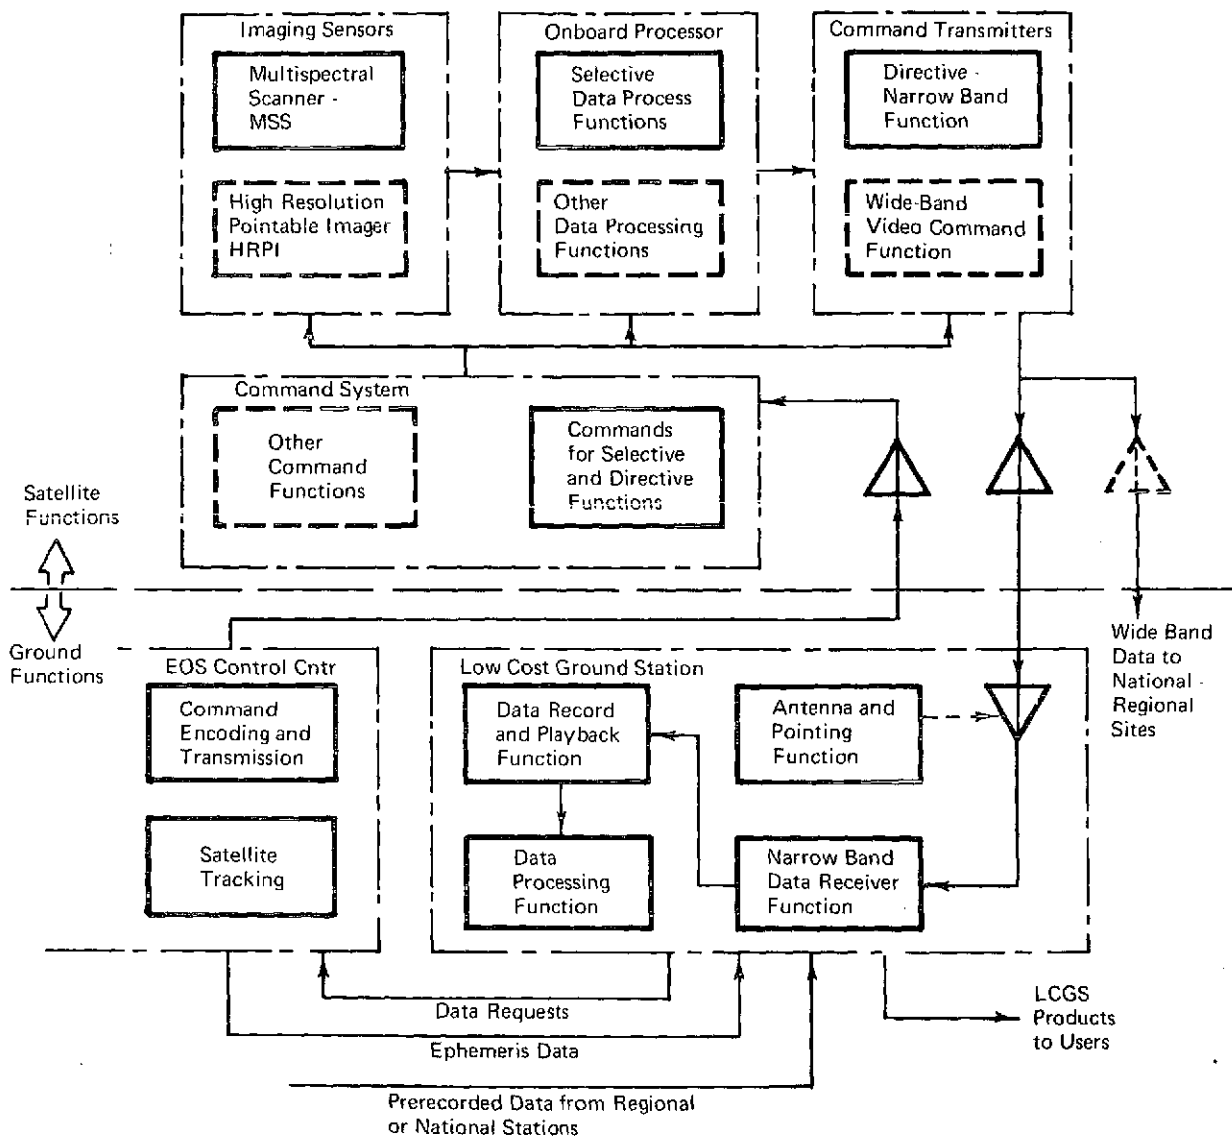 Imaging Sensors
Multispectral
Scanner -
MSS
High Resolution
Pointable Imager
HRPI
Onboard Processor
Selective
Data Process
Functions
Other
Data Processing
Functions
Command Transmitters
Directive -
Narrow Band
Function
Wide-Band
Video Command
Function
Command System
Other
Command
Functions
Commands
for Selective
and Directive
Functions
Satellite
Functions
Ground
Functions
Wide Band
Data to
National -
Regional
Sites
EOS Control Cntr
Command
Encoding and
Transmission
Satellite
Tracking
Low Cost Ground Station
Data Record
and Playback
Function
Antenna and
Pointing
Function
Data
Processing
Function
Narrow Band
Data Receiver
Function
Data Requests
Ephemeris Data
LCGS
Products
to Users
Prerecorded Data from Regional
or National Stations